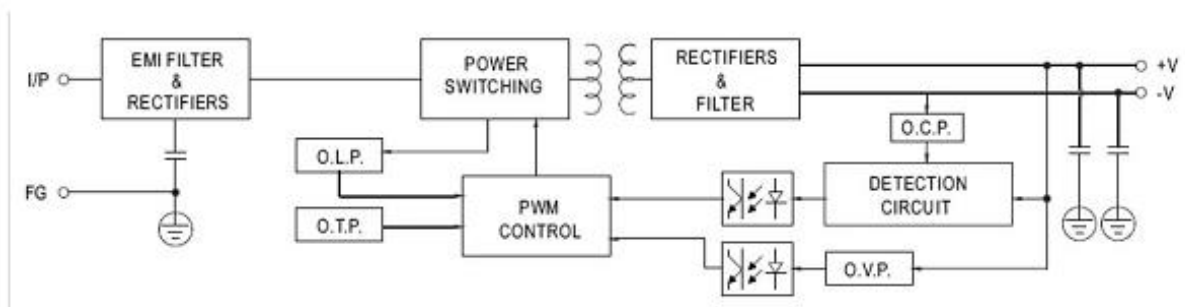 I/P
EMI FILTER
&
RECTIFIERS
POWER
SWITCHING
RECTIFIERS
&
FILTER
+V
-V
O.C.P.
O.L.P.
FG
O.T.P.
PWM
CONTROL
DETECTION
CIRCUIT
O.V.P.